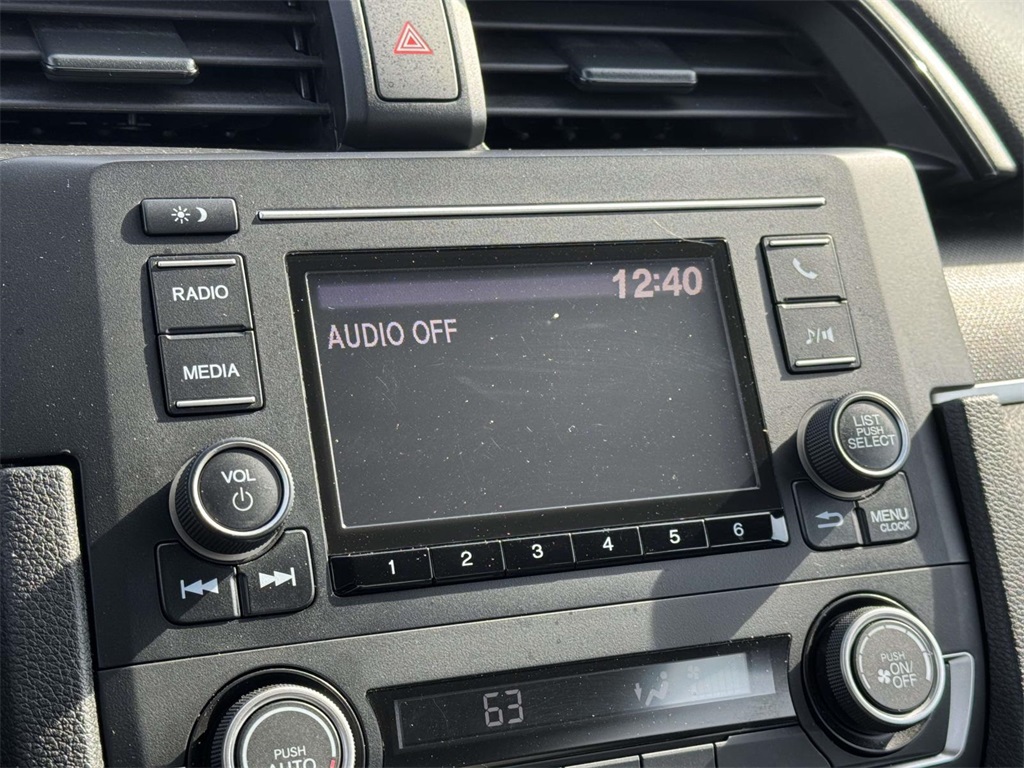 RADIO
MEDIA
12:40
AUDIO OFF
LIST
PUSH
SELECT
VOL
MENU
CLOCK
1 2 3 4 5 6
63
PUSH
ON/
OFF
PUSH
AUTO